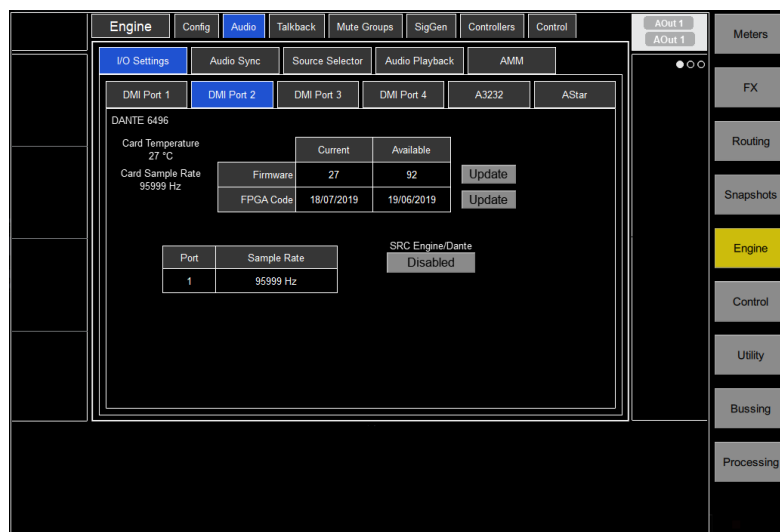 Engine Config Audio Talkback Mute Groups SigGen Controllers Control
AOut 1
AOut 1
Meters
I/O Settings Audio Sync Source Selector Audio Playback AMM
DMI Port 1 DMI Port 2 DMI Port 3 DMI Port 4 A3232 AStar
FX
DANTE 6496
Card Temperature
27 °C
Current Available
Routing
Card Sample Rate
95999 Hz
Firmware 27 92 Update
FPGA Code 18/07/2019 19/06/2019 Update
Snapshots
SRC Engine/Dante
Disabled
Engine
Port Sample Rate
1 95999 Hz
Control
Utility
Bussing
Processing